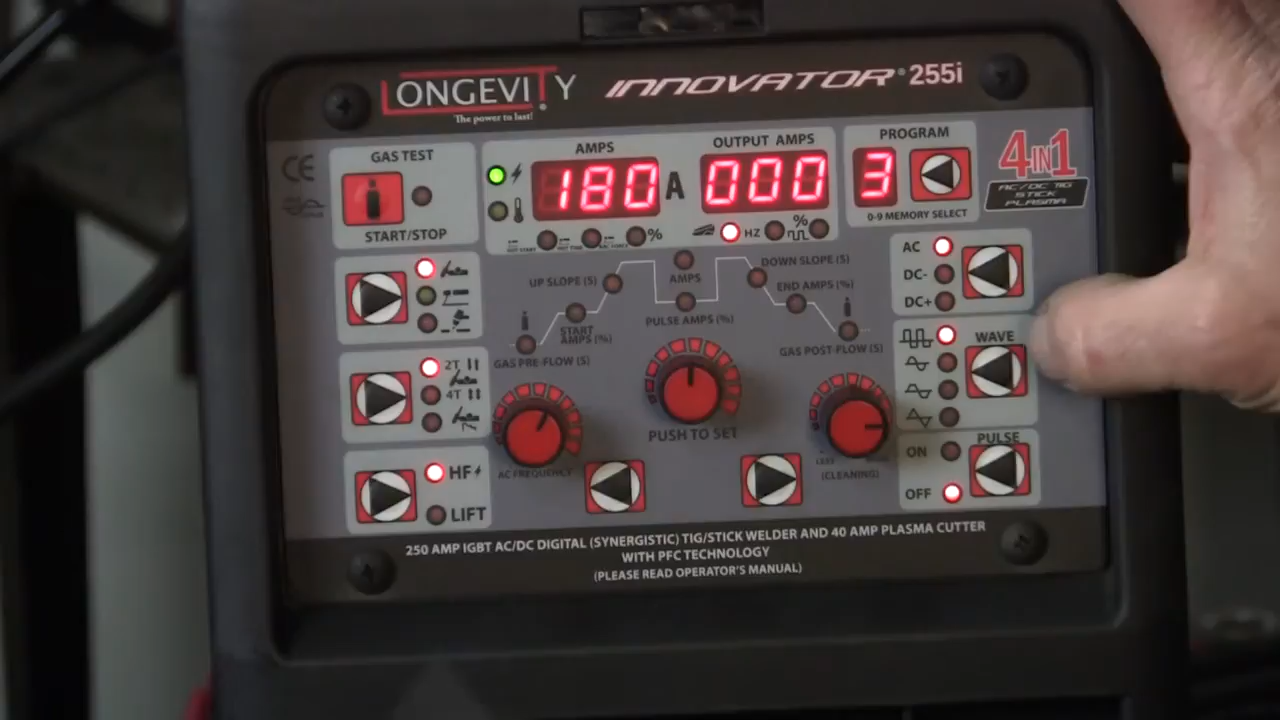 LONGEVITY
The power to last!
INNOVATOR® 255i
CE
GAS TEST
START/STOP
AMPS
180 A
OUTPUT AMPS
000
PROGRAM
3
0-9 MEMORY SELECT
4IN1
AC/DC TIG
STICK
PLASMA
HZ
%
%
UP SLOPE (S)
START
AMPS (%)
GAS PRE-FLOW (S)
AMPS
PULSE AMPS (%)
DOWN SLOPE (S)
END AMPS (%)
GAS POST-FLOW (S)
AC
DC-
DC+
WAVE
PULSE
ON
OFF
2T
4T
HF
LIFT
AC FREQUENCY
PUSH TO SET
(CLEANING)
250 AMP IGBT AC/DC DIGITAL (SYNERGISTIC) TIG/STICK WELDER AND 40 AMP PLASMA CUTTER
WITH PFC TECHNOLOGY
(PLEASE READ OPERATOR'S MANUAL)